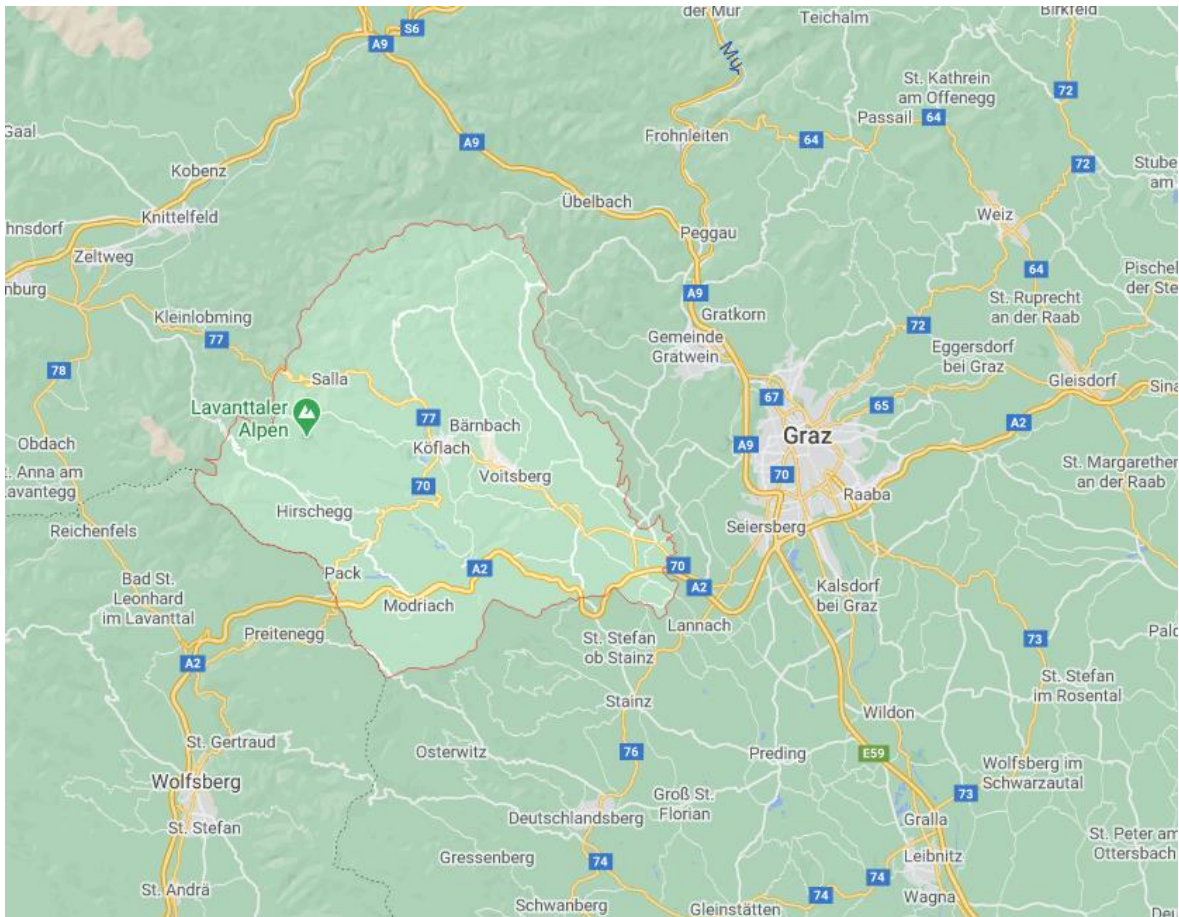 der Mur
Teichalm
Birkfeld
S6
A9
Mur
St. Kathrein
am Offenegg
72
Gaal
Passail
64
Frohnleiten
64
A9
Kobenz
72
Stube
am
Übelbach
Knittelfeld
Weiz
hnsdorf
Peggau
Zeltweg
64
Pischel
der Ste
nburg
A9
St. Ruprecht
an der Raab
Kleinlobming
Gratkorn
72
77
Gemeinde
Gratwein
Eggersdorf
bei Graz
78
Salla
Gleisdorf
Sina
67
65
Lavanttaler
Alpen
77
Bärnbach
A2
Obdach
Köflach
A9
Graz
t. Anna am
Lavantegg
Voitsberg
70
St. Margarethen
an der Raab
70
Raaba
Hirschegg
Seiersberg
Reichenfels
Pack
A2
70
Bad St.
Leonhard
im Lavanttal
A2
Kalsdorf
bei Graz
Modriach
Lannach
Preitenegg
St. Stefan
ob Stainz
73
Pald
A2
St. Stefan
im Rosental
Stainz
Wildon
St. Gertraud
Osterwitz
76
Preding
E59
Wolfsberg im
Schwarzautal
Wolfsberg
73
Groß St.
Florian
Deutschlandsberg
Gralla
St. Stefan
St. Peter am
Ottersbach
Gressenberg
74
Leibnitz
74
St. Andrä
74
Wagna
Schwanberg
Gleinstätten
Deu